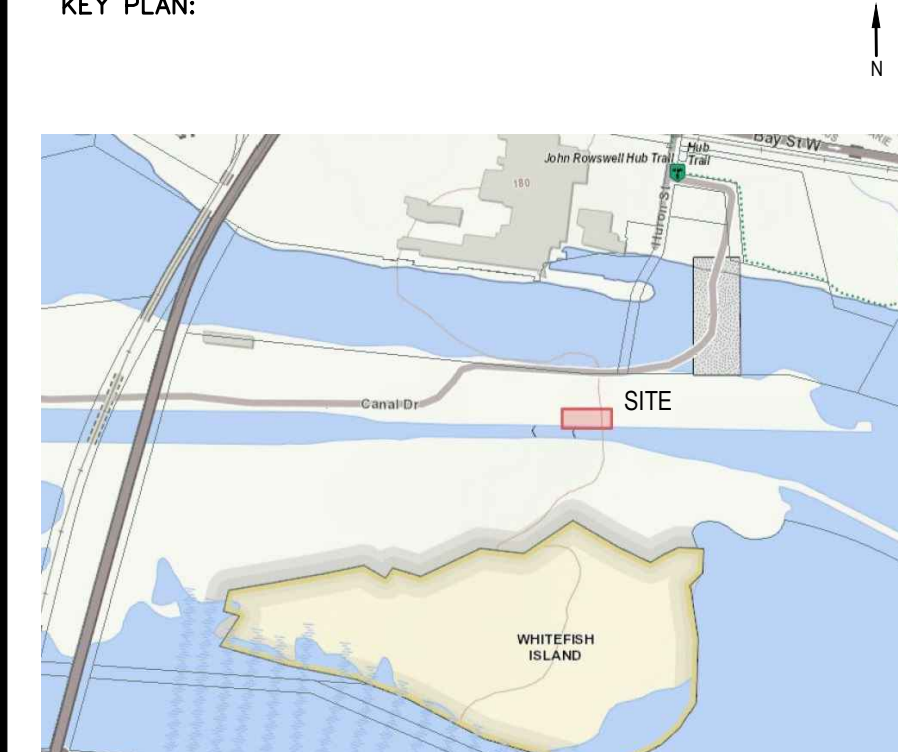 KEY PLAN:
N
Bay St W
John Rowswell Hub Trail
Hub
Trail
180
Huron St
SITE
Canal Dr
WHITEFISH
ISLAND